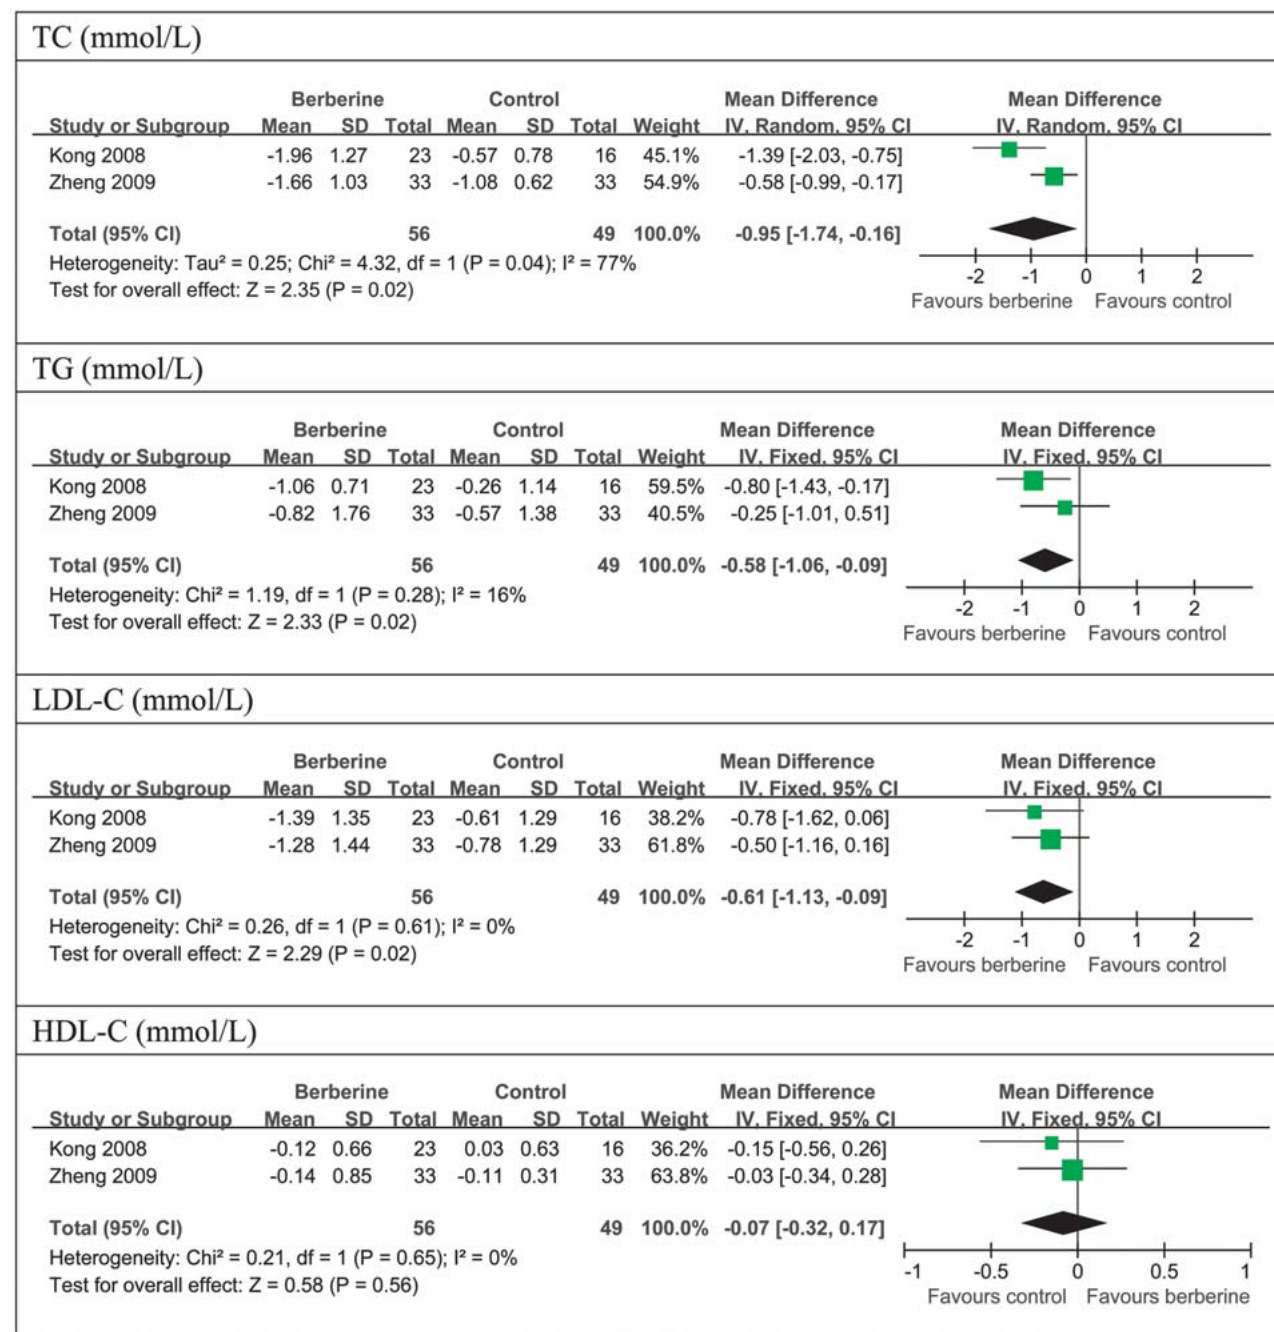 TC (mmol/L)
Berberine Control Mean Difference Mean Difference
Study or Subgroup Mean SD Total Mean SD Total Weight IV, Random, 95% CI IV, Random, 95% CI
Kong 2008 -1.96 1.27 23 -0.57 0.78 16 45.1% -1.39 [-2.03, -0.75]
Zheng 2009 -1.66 1.03 33 -1.08 0.62 33 54.9% -0.58 [-0.99, -0.17]
Total (95% CI) 56 49 100.0% -0.95 [-1.74, -0.16]
Heterogeneity: Tau² = 0.25; Chi² = 4.32, df = 1 (P = 0.04); I² = 77%
Test for overall effect: Z = 2.35 (P = 0.02)
-2 -1 0 1 2
Favours berberine Favours control
TG (mmol/L)
Berberine Control Mean Difference Mean Difference
Study or Subgroup Mean SD Total Mean SD Total Weight IV, Fixed, 95% CI IV, Fixed, 95% CI
Kong 2008 -1.06 0.71 23 -0.26 1.14 16 59.5% -0.80 [-1.43, -0.17]
Zheng 2009 -0.82 1.76 33 -0.57 1.38 33 40.5% -0.25 [-1.01, 0.51]
Total (95% CI) 56 49 100.0% -0.58 [-1.06, -0.09]
Heterogeneity: Chi² = 1.19, df = 1 (P = 0.28); I² = 16%
Test for overall effect: Z = 2.33 (P = 0.02)
-2 -1 0 1 2
Favours berberine Favours control
LDL-C (mmol/L)
Berberine Control Mean Difference Mean Difference
Study or Subgroup Mean SD Total Mean SD Total Weight IV, Fixed, 95% CI IV, Fixed, 95% CI
Kong 2008 -1.39 1.35 23 -0.61 1.29 16 38.2% -0.78 [-1.62, 0.06]
Zheng 2009 -1.28 1.44 33 -0.78 1.29 33 61.8% -0.50 [-1.16, 0.16]
Total (95% CI) 56 49 100.0% -0.61 [-1.13, -0.09]
Heterogeneity: Chi² = 0.26, df = 1 (P = 0.61); I² = 0%
Test for overall effect: Z = 2.29 (P = 0.02)
-2 -1 0 1 2
Favours berberine Favours control
HDL-C (mmol/L)
Berberine Control Mean Difference Mean Difference
Study or Subgroup Mean SD Total Mean SD Total Weight IV, Fixed, 95% CI IV, Fixed, 95% CI
Kong 2008 -0.12 0.66 23 0.03 0.63 16 36.2% -0.15 [-0.56, 0.26]
Zheng 2009 -0.14 0.85 33 -0.11 0.31 33 63.8% -0.03 [-0.34, 0.28]
Total (95% CI) 56 49 100.0% -0.07 [-0.32, 0.17]
Heterogeneity: Chi² = 0.21, df = 1 (P = 0.65); I² = 0%
Test for overall effect: Z = 0.58 (P = 0.56)
-1 -0.5 0 0.5 1
Favours control Favours berberine